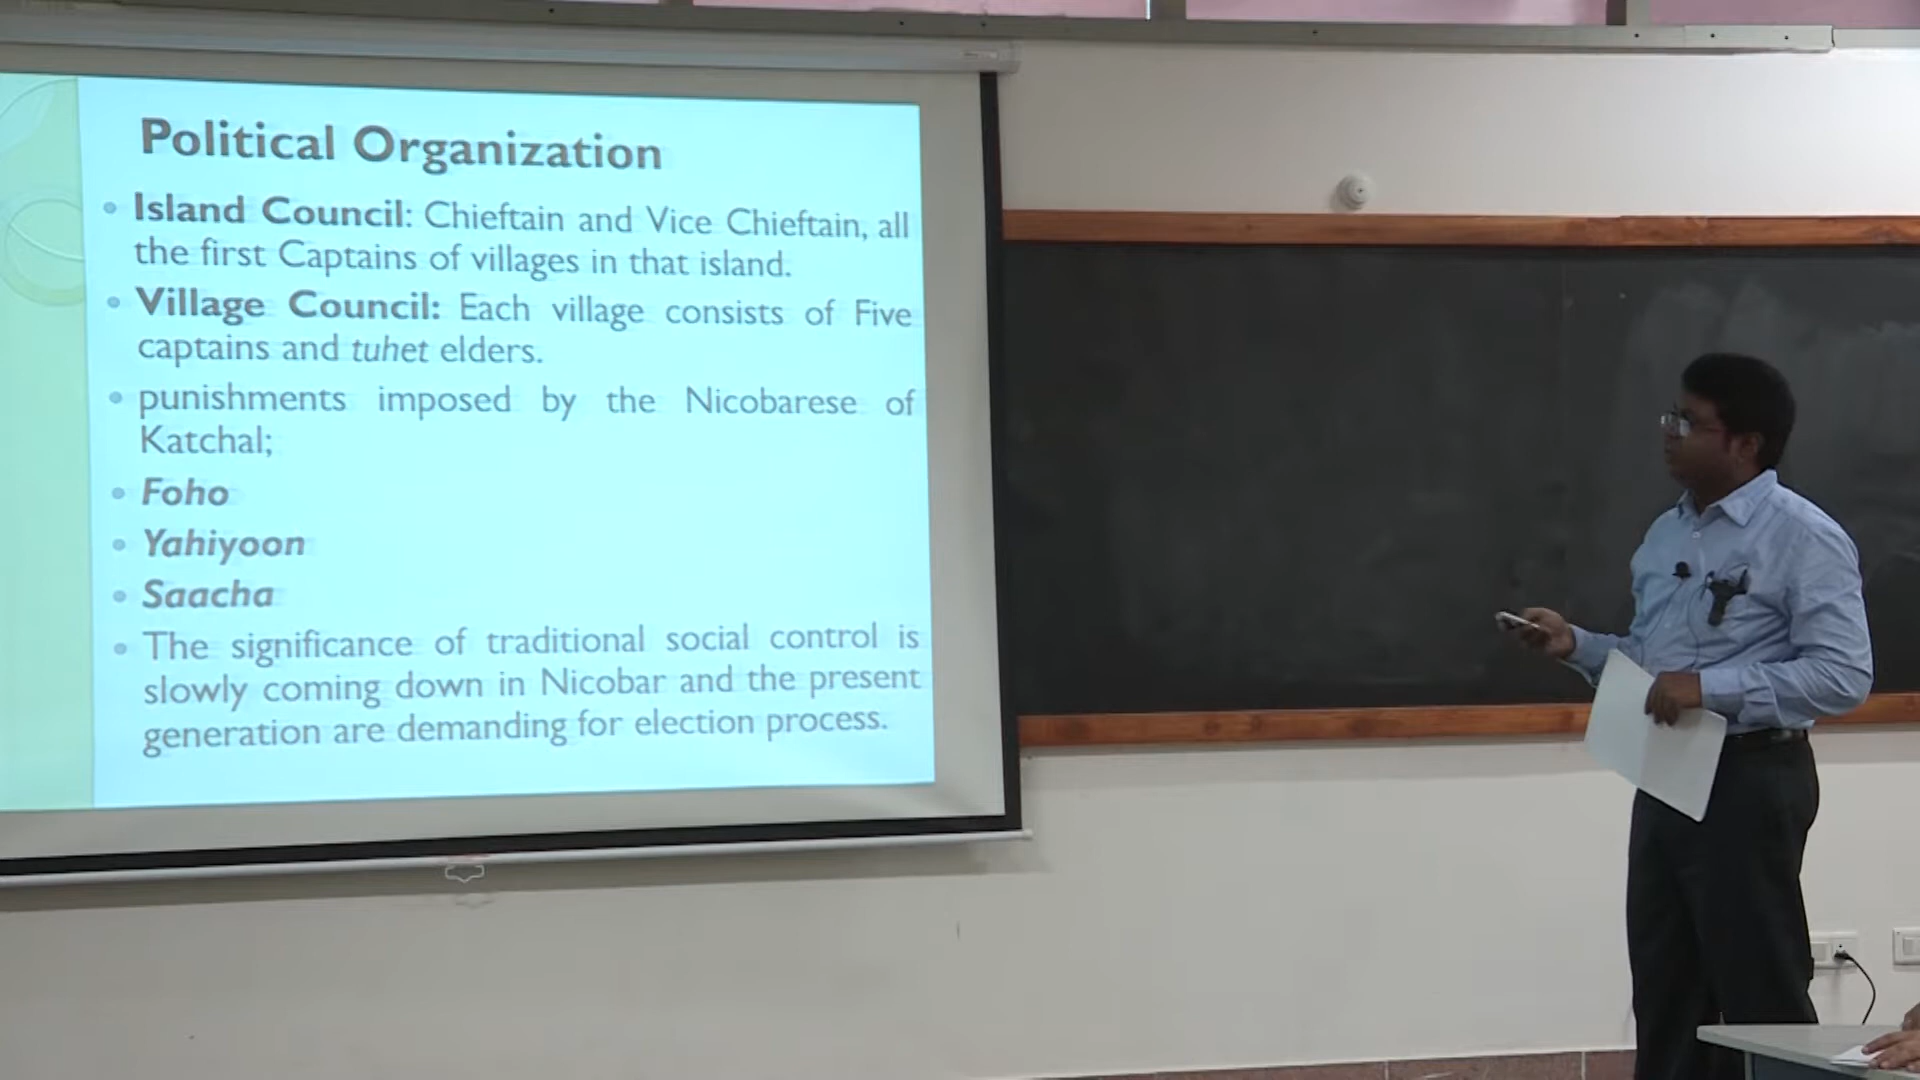 Political Organization
Island Council: Chieftain and Vice Chieftain, all
the first Captains of villages in that island.
Village Council: Each village consists of Five
captains and tuhet elders.
punishments imposed by the Nicobarese of
Katchal;
Foho
Yahiyoon
Saacha
The significance of traditional social control is
slowly coming down in Nicobar and the present
generation are demanding for election process.